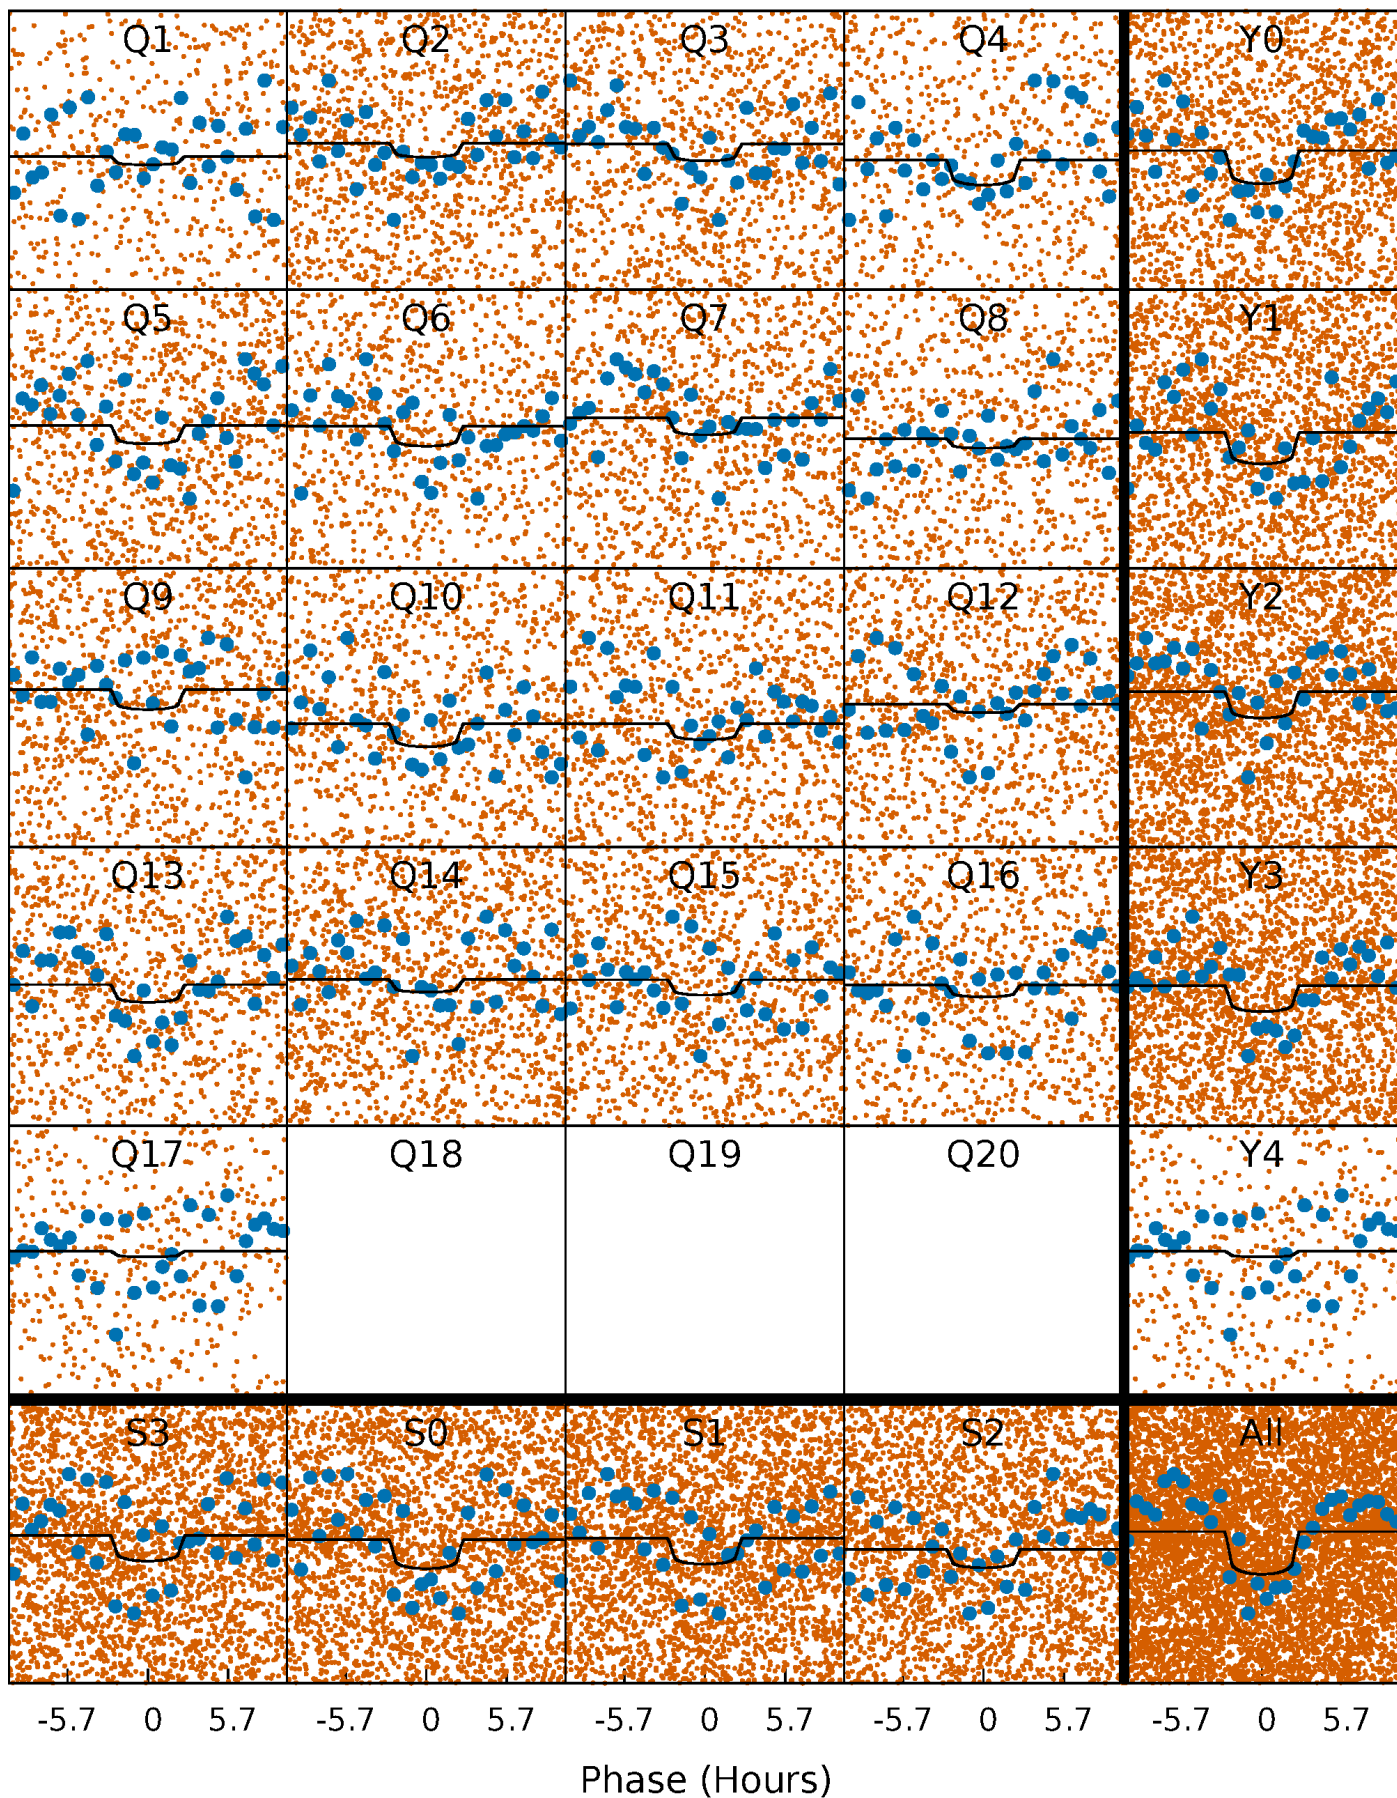 Q1 Q2 Q3 Q4 Y0
Q5 Q6 Q7 Q8 Y1
Q9 Q10 Q11 Q12 Y2
Q13 Q14 Q15 Q16 Y3
Q17 Q18 Q19 Q20 Y4
S3 S0 S1 S2 All
-5.7 0 5.7 -5.7 0 5.7 -5.7 0 5.7 -5.7 0 5.7 -5.7 0 5.7
Phase (Hours)